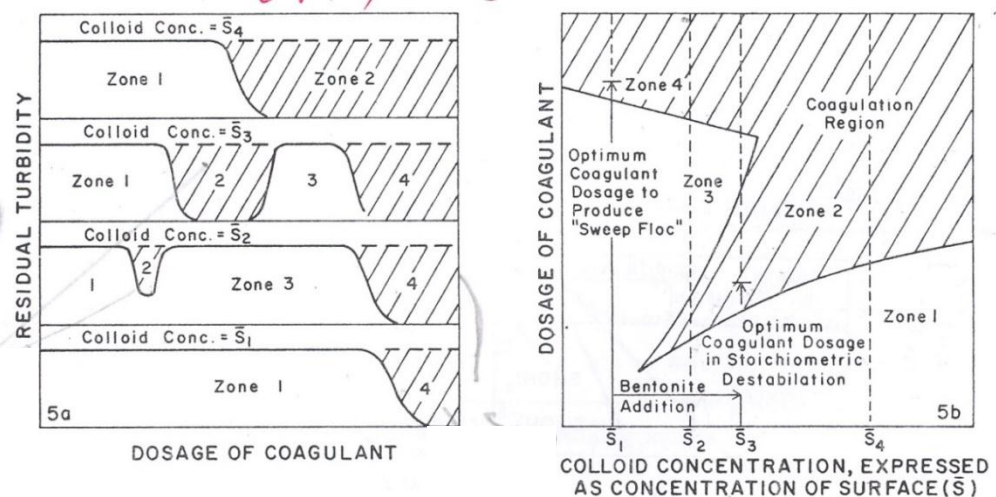 Colloid Conc. = S̄4
Zone 1
Zone 2
Colloid Conc. = S̄3
Zone 1
2
3
4
Colloid Conc. = S̄2
1
2
Zone 3
4
Colloid Conc. = S̄1
Zone 1
4
5a
RESIDUAL TURBIDITY
DOSAGE OF COAGULANT
DOSAGE OF COAGULANT
Zone 4
Coagulation
Region
Optimum
Coagulant
Dosage to
Produce
"Sweep Floc"
Zone
3
Zone 2
Zone 1
Optimum
Coagulant Dosage
in Stoichiometric
Destabilation
Bentonite
Addition
5b
S̄1 S̄2 S̄3 S̄4
COLLOID CONCENTRATION, EXPRESSED
AS CONCENTRATION OF SURFACE (S̄)